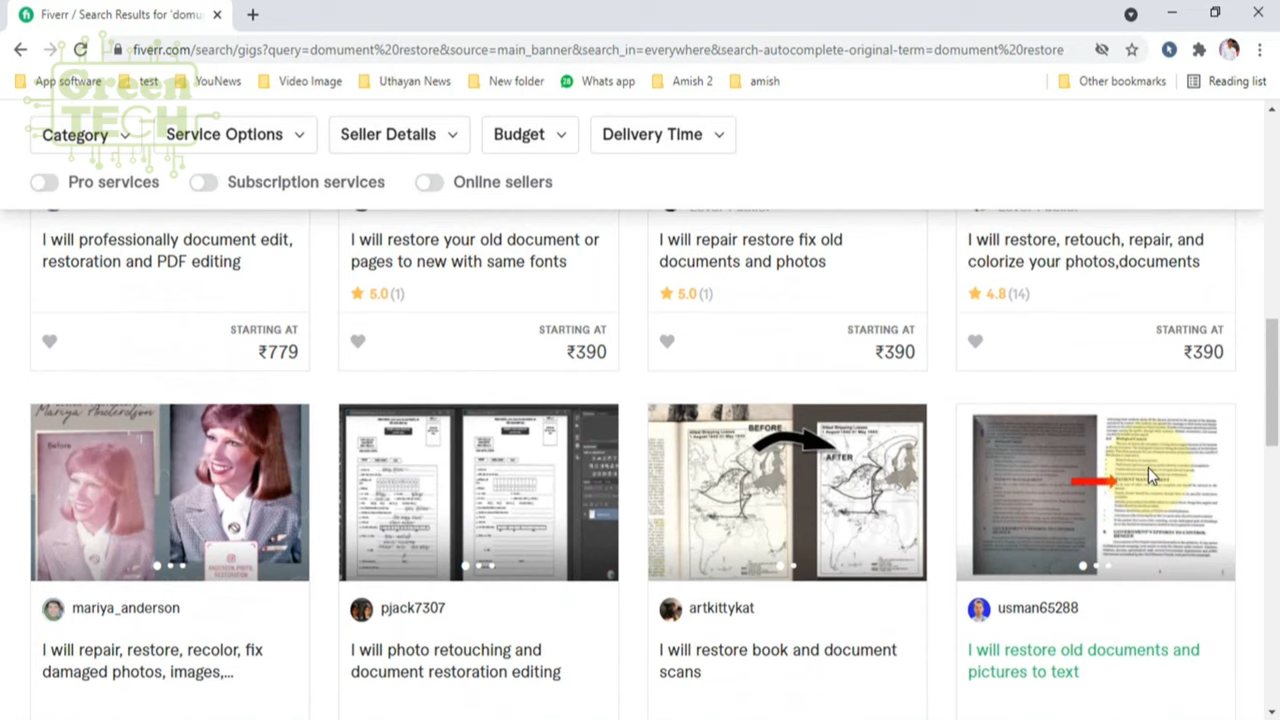 Fiverr / Search Results for 'domu
fiverr.com/search/gigs?query=domument%20restore&source=main_banner&search_in=everywhere&search-autocomplete-original-term=domument%20restore
App software
test
YouNews
Video Image
Uthayan News
New folder
28
Whats app
Amish 2
amish
Other bookmarks
Reading list
Green
TECH
Category
Service Options
Seller Details
Budget
Delivery Time
Pro services
Subscription services
Online sellers
I will professionally document edit,
restoration and PDF editing
STARTING AT
₹779
I will restore your old document or
pages to new with same fonts
5.0 (1)
STARTING AT
₹390
I will repair restore fix old
documents and photos
5.0 (1)
STARTING AT
₹390
I will restore, retouch, repair, and
colorize your photos,documents
4.8 (14)
STARTING AT
₹390
Mariya Anderdson
Before
mariya_anderson
I will repair, restore, recolor, fix
damaged photos, images,...
pjack7307
I will photo retouching and
document restoration editing
BEFORE
AFTER
artkittykat
I will restore book and document
scans
usman65288
I will restore old documents and
pictures to text